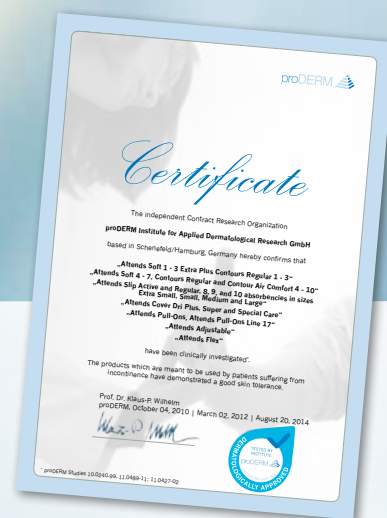 proDERM
Certificate
The independent Contract Research Organization
proDERM Institute for Applied Dermatological Research GmbH
based in Schenefeld/Hamburg, Germany hereby confirms that
„Attends Soft 1 - 3 Extra Plus Contours Regular 1 - 3“
„Attends Soft 4 - 7, Contours Regular and Contour Air Comfort 4 - 10“
„Attends Slip Active and Regular, 8, 9, and 10 absorbencies in sizes
Extra Small, Small, Medium and Large“
„Attends Cover Dri Plus, Super and Special Care“
„Attends Pull-Ons, Attends Pull-Ons Line 17“
„Attends Adjustable“
„Attends Flex“
have been clinically investigated*.
The products which are meant to be used by patients suffering from
Incontinence have demonstrated a good skin tolerance.
Prof. Dr. Klaus-P. Wilhelm
proDERM, October 04, 2010 | March 02, 2012 | August 20, 2014
TESTED BY
INSTITUTE
proDERM
DERMATOLOGICALLY APPROVED
* proDERM Studies 10.0240-99, 11.0489-11; 11.0427-02